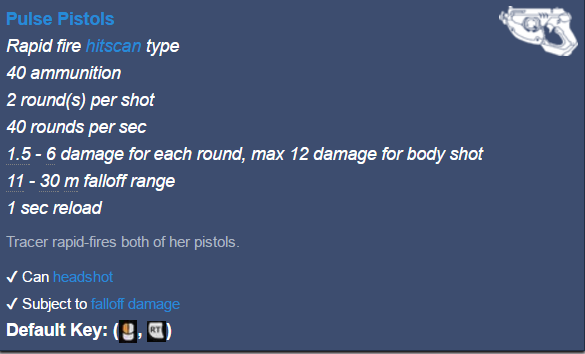 Pulse Pistols
Rapid fire hitscan type
40 ammunition
2 round(s) per shot
40 rounds per sec
1.5 - 6 damage for each round, max 12 damage for body shot
11 - 30 m falloff range
1 sec reload
Tracer rapid-fires both of her pistols.
✓ Can headshot
✓ Subject to falloff damage
Default Key: (, RT)